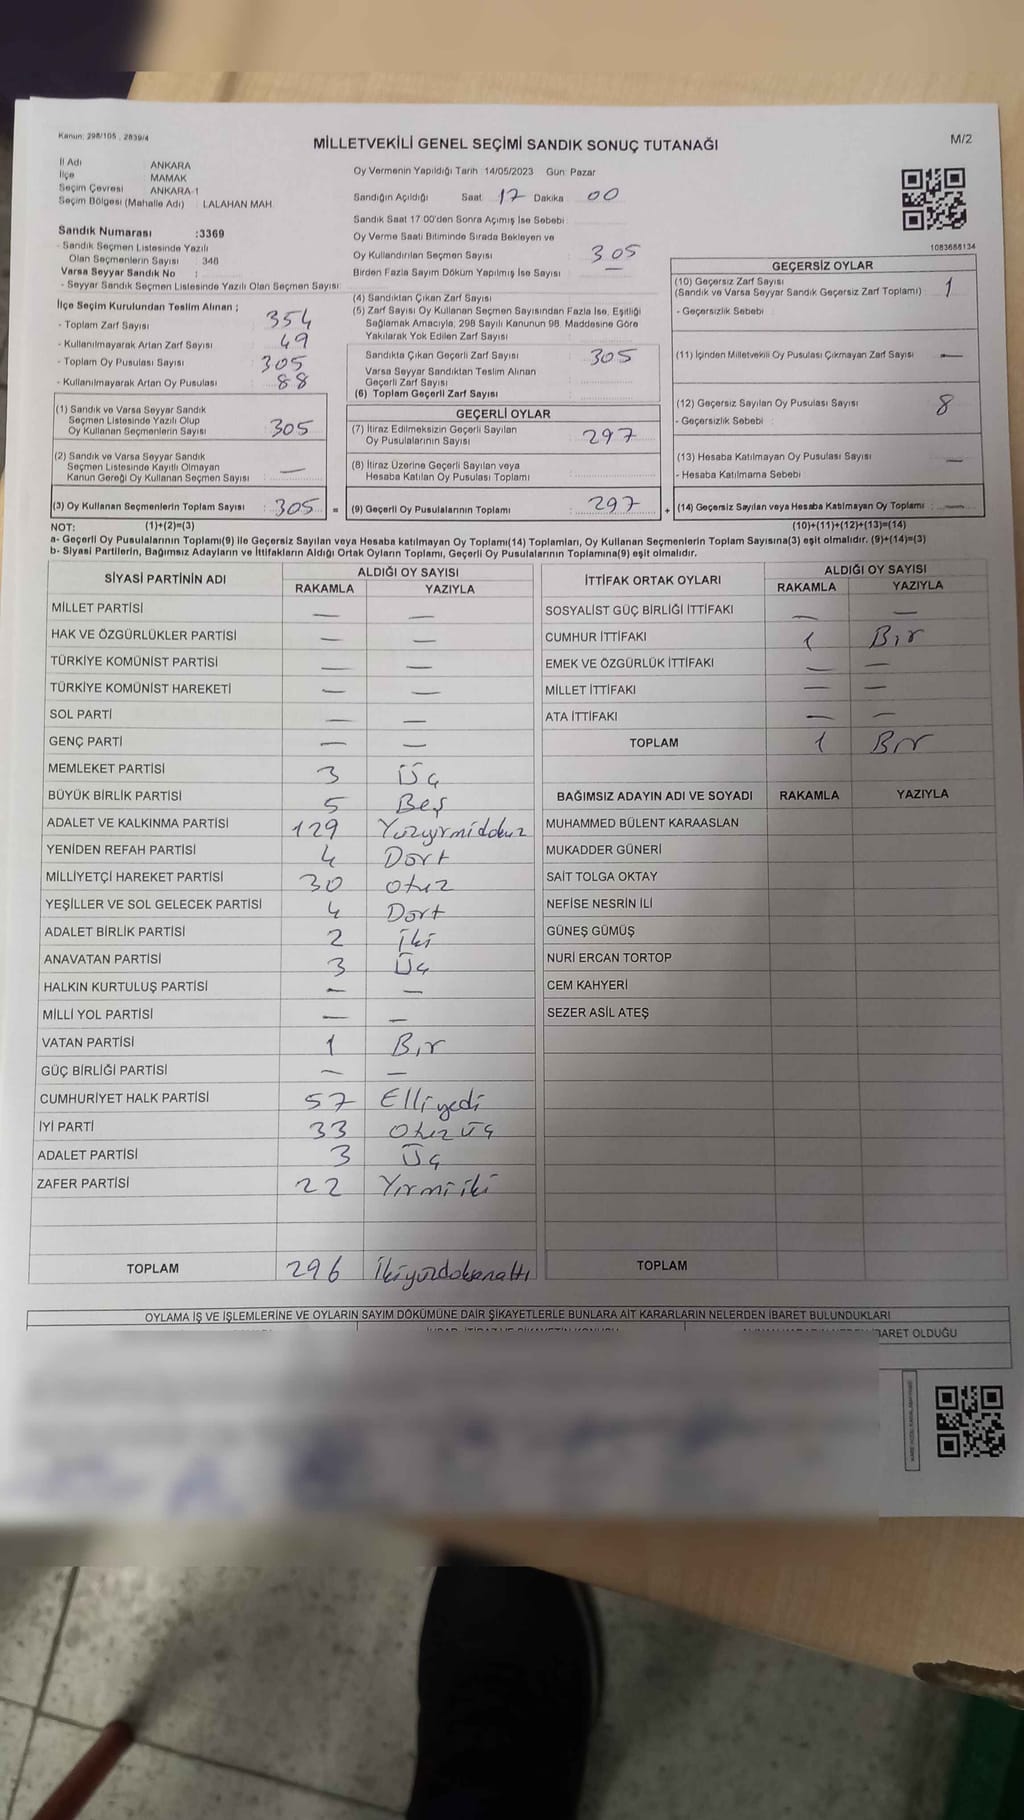 Kanun: 298/105 , 2839/4
MİLLETVEKİLİ GENEL SEÇİMİ SANDIK SONUÇ TUTANAĞI
M/2
İl Adı ANKARA
İlçe MAMAK
Seçim Çevresi ANKARA-1
Seçim Bölgesi (Mahalle Adı) : LALAHAN MAH.
Oy Vermenin Yapıldığı Tarih :14/05/2023 Gün: Pazar
Sandığın Açıldığı Saat 17 Dakika 00
Sandık Saat 17 00'den Sonra Açımış İse Sebebi :
Oy Verme Saati Bitiminde Sırada Bekleyen ve
Oy Kullandırılan Seçmen Sayısı : 305
Birden Fazla Sayım Döküm Yapılmış İse Sayısı : —
1083686134
Sandık Numarası :3369
- Sandık Seçmen Listesinde Yazılı
Olan Seçmenlerin Sayısı : 348
Varsa Seyyar Sandık No :
- Seyyar Sandık Seçmen Listesinde Yazılı Olan Seçmen Sayısı:
İlçe Seçim Kurulundan Teslim Alınan ;
- Toplam Zarf Sayısı : 354
- Kullanılmayarak Artan Zarf Sayısı : 49
- Toplam Oy Pusulası Sayısı : 305
- Kullanılmayarak Artan Oy Pusulası : 88
(1) Sandık ve Varsa Seyyar Sandık
Seçmen Listesinde Yazılı Olup
Oy Kullanan Seçmenlerin Sayısı : 305
(2) Sandık ve Varsa Seyyar Sandık
Seçmen Listesinde Kayıtlı Olmayan
Kanun Gereği Oy Kullanan Seçmen Sayısı : —
(3) Oy Kullanan Seçmenlerin Toplam Sayısı : 305 =
(4) Sandıktan Çıkan Zarf Sayısı :
(5) Zarf Sayısı Oy Kullanan Seçmen Sayısından Fazla İse, Eşitliği
Sağlamak Amacıyla, 298 Sayılı Kanunun 98. Maddesine Göre
Yakılarak Yok Edilen Zarf Sayısı :
Sandıkta Çıkan Geçerli Zarf Sayısı : 305
Varsa Seyyar Sandıktan Teslim Alınan
Geçerli Zarf Sayısı :
(6) Toplam Geçerli Zarf Sayısı :
GEÇERLİ OYLAR
(7) İtiraz Edilmeksizin Geçerli Sayılan
Oy Pusulalarının Sayısı : 297
(8) İtiraz Üzerine Geçerli Sayılan veya
Hesaba Katılan Oy Pusulası Toplamı :
(9) Geçerli Oy Pusulalarının Toplamı : 297 +
GEÇERSİZ OYLAR
(10) Geçersiz Zarf Sayısı
(Sandık ve Varsa Seyyar Sandık Geçersiz Zarf Toplamı) : 1
- Geçersizlik Sebebi :
(11) İçinden Milletvekili Oy Pusulası Çıkmayan Zarf Sayısı : —
(12) Geçersiz Sayılan Oy Pusulası Sayısı : 8
- Geçersizlik Sebebi :
(13) Hesaba Katılmayan Oy Pusulası Sayısı : —
- Hesaba Katılmama Sebebi :
(14) Geçersiz Sayılan veya Hesaba Katılmayan Oy Toplamı : —
NOT: (1)+(2)=(3) (10)+(11)+(12)+(13)=(14)
a- Geçerli Oy Pusulalarının Toplamı(9) ile Geçersiz Sayılan veya Hesaba katılmayan Oy Toplamı(14) Toplamları, Oy Kullanan Seçmenlerin Toplam Sayısına(3) eşit olmalıdır. (9)+(14)=(3)
b- Siyasi Partilerin, Bağımsız Adayların ve İttifakların Aldığı Ortak Oyların Toplamı, Geçerli Oy Pusulalarının Toplamına(9) eşit olmalıdır.
SİYASİ PARTİNİN ADI ALDIĞI OY SAYISI
RAKAMLA YAZIYLA
MİLLET PARTİSİ — —
HAK VE ÖZGÜRLÜKLER PARTİSİ — —
TÜRKİYE KOMÜNİST PARTİSİ — —
TÜRKİYE KOMÜNİST HAREKETİ — —
SOL PARTİ — —
GENÇ PARTİ — —
MEMLEKET PARTİSİ 3 Üç
BÜYÜK BİRLİK PARTİSİ 5 Beş
ADALET VE KALKINMA PARTİSİ 129 Yüzyirmidokuz
YENİDEN REFAH PARTİSİ 4 Dört
MİLLİYETÇİ HAREKET PARTİSİ 30 Otuz
YEŞİLLER VE SOL GELECEK PARTİSİ 4 Dört
ADALET BİRLİK PARTİSİ 2 İki
ANAVATAN PARTİSİ 3 Üç
HALKIN KURTULUŞ PARTİSİ — —
MİLLİ YOL PARTİSİ — —
VATAN PARTİSİ 1 Bir
GÜÇ BİRLİĞİ PARTİSİ — —
CUMHURİYET HALK PARTİSİ 57 Elliyedi
İYİ PARTİ 33 Otuz üç
ADALET PARTİSİ 3 Üç
ZAFER PARTİSİ 22 Yirmi iki
TOPLAM 296 İkiyüzdoksanaltı
İTTİFAK ORTAK OYLARI ALDIĞI OY SAYISI
RAKAMLA YAZIYLA
SOSYALİST GÜÇ BİRLİĞİ İTTİFAKI — —
CUMHUR İTTİFAKI 1 Bir
EMEK VE ÖZGÜRLÜK İTTİFAKI — —
MİLLET İTTİFAKI — —
ATA İTTİFAKI — —
TOPLAM 1 Bir
BAĞIMSIZ ADAYIN ADI VE SOYADI RAKAMLA YAZIYLA
MUHAMMED BÜLENT KARAASLAN
MUKADDER GÜNERİ
SAİT TOLGA OKTAY
NEFİSE NESRİN İLİ
GÜNEŞ GÜMÜŞ
NURİ ERCAN TORTOP
CEM KAHYERİ
SEZER ASİL ATEŞ
TOPLAM
OYLAMA İŞ VE İŞLEMLERİNE VE OYLARIN SAYIM DÖKÜMÜNE DAİR ŞİKAYETLERLE BUNLARA AİT KARARLARIN NELERDEN İBARET BULUNDUKLARI
İBARET OLDUĞU